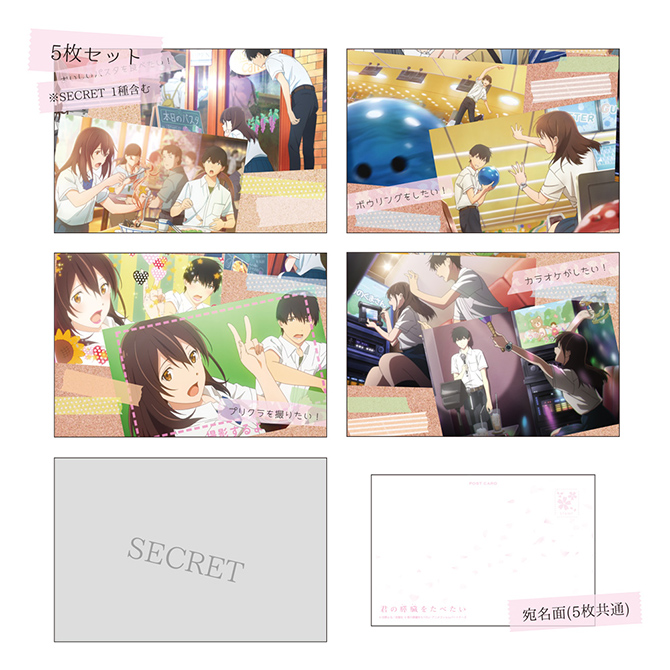 5枚セット
※SECRET 1種含む
本日のパスタ
ボウリングをしたい!
カラオケがしたい!
プリクラを撮りたい!
SECRET
POST CARD
君の膵臓をたべたい
宛名面(5枚共通)